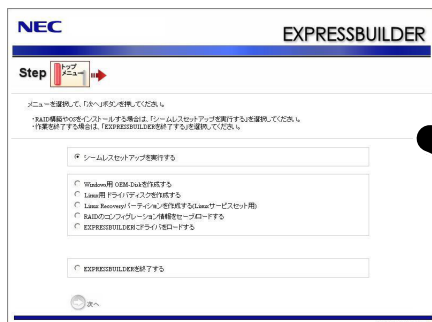 NEC
EXPRESSBUILDER
Step トップメニュー
メニューを選択して、「次へ」ボタンを押してください。
・RAID構築やOSをインストールする場合は、「シームレスセットアップを実行する」を選択してください。
・作業を終了する場合は、「EXPRESSBUILDERを終了する」を選択してください。
シームレスセットアップを実行する
Windows用 OEM-Diskを作成する
Linux用 ドライバディスクを作成する
Linux Recoveryパーティションを作成する(Linuxサービスセット用)
RAIDのコンフィグレーション情報をセーブ/ロードする
EXPRESSBUILDERにドライバをロードする
EXPRESSBUILDERを終了する
次へ